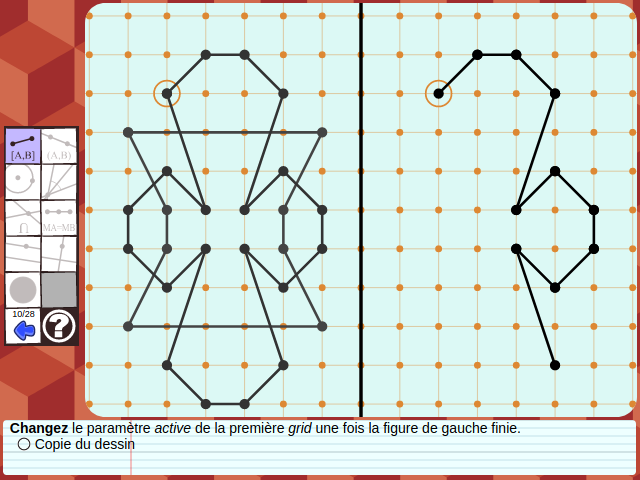 [A,B]
(A,B)
∩
MA=MB
10/28
?
Changez le paramètre active de la première grid une fois la figure de gauche finie.
Copie du dessin